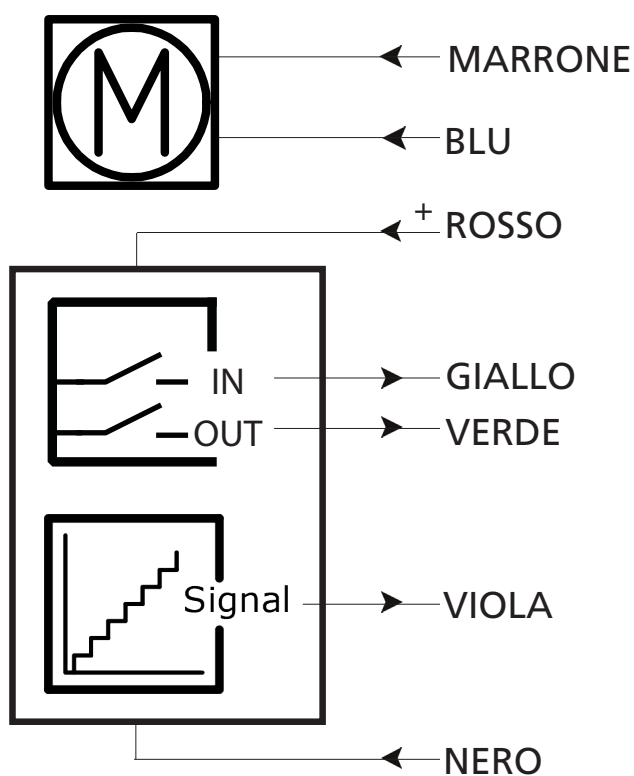 M
MARRONE
BLU
+ ROSSO
IN
GIALLO
OUT
VERDE
Signal
VIOLA
NERO